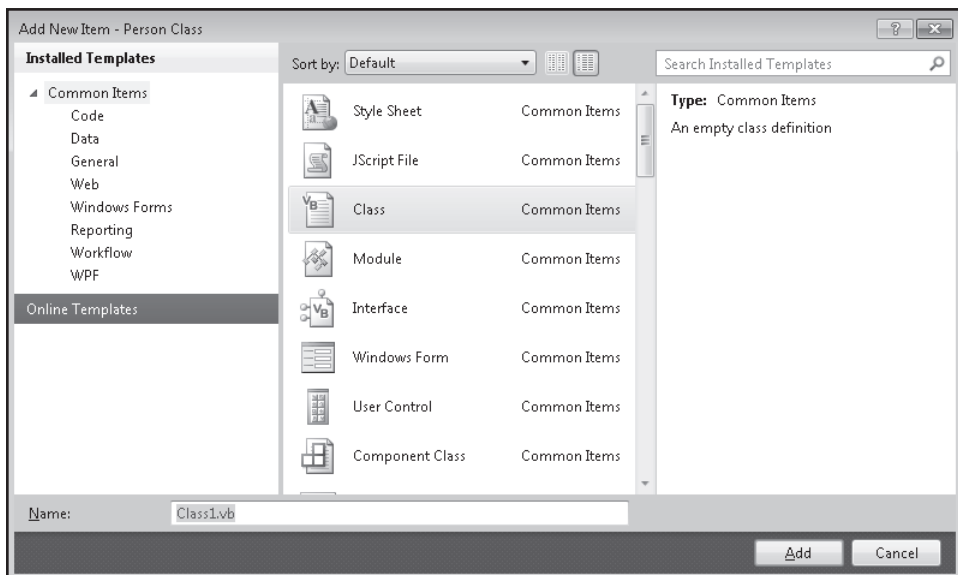 Add New Item - Person Class
Installed Templates
Common Items
Code
Data
General
Web
Windows Forms
Reporting
Workflow
WPF
Online Templates
Sort by: Default
Style Sheet Common Items
JScript File Common Items
Class Common Items
Module Common Items
Interface Common Items
Windows Form Common Items
User Control Common Items
Component Class Common Items
Search Installed Templates
Type: Common Items
An empty class definition
Name: Class1.vb
Add Cancel